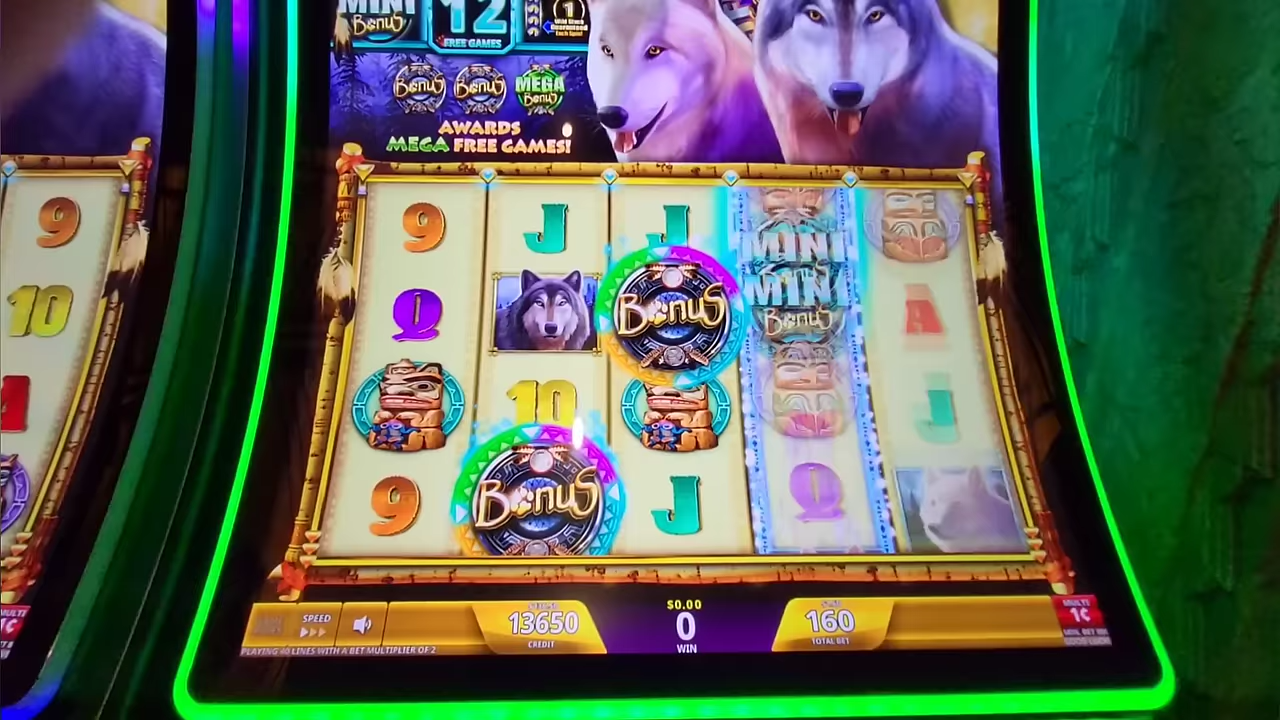 MINI
Bonus
12
FREE GAMES
1
Bonus Bonus MEGA
Bonus
AWARDS
MEGA FREE GAMES!
9 J J
MINI
Q Bonus MINI A
Bonus
10 J
9 Bonus J Q
9
10
SPEED
13650
CREDIT
$0.00
0
WIN
160
TOTAL BET
MULTI
1¢
PLAYING 40 LINES WITH A BET MULTIPLIER OF 2